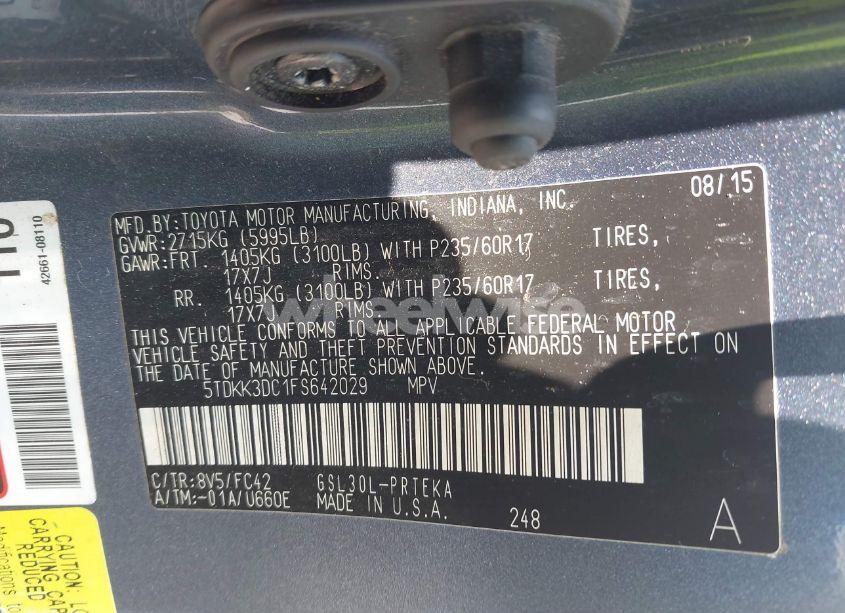 MFD.BY:TOYOTA MOTOR MANUFACTURING, INDIANA, INC. 08/15
GVWR:2715KG (5995LB)
GAWR:FRT. 1405KG (3100LB) WITH P235/60R17 TIRES,
17X7J RIMS.
RR. 1405KG (3100LB) WITH P235/60R17 TIRES,
17X7J RIMS.
wheelwise
THIS VEHICLE CONFORMS TO ALL APPLICABLE FEDERAL MOTOR
VEHICLE SAFETY AND THEFT PREVENTION STANDARDS IN EFFECT ON
THE DATE OF MANUFACTURE SHOWN ABOVE.
5TDKK3DC1FS642029 MPV
C/TR:8V5/FC42 GSL30L-PRTEKA
A/TM:-01A/U660E MADE IN U.S.A. 248 A
42661-08110
CAUTION:
CARRYING
REDUCED